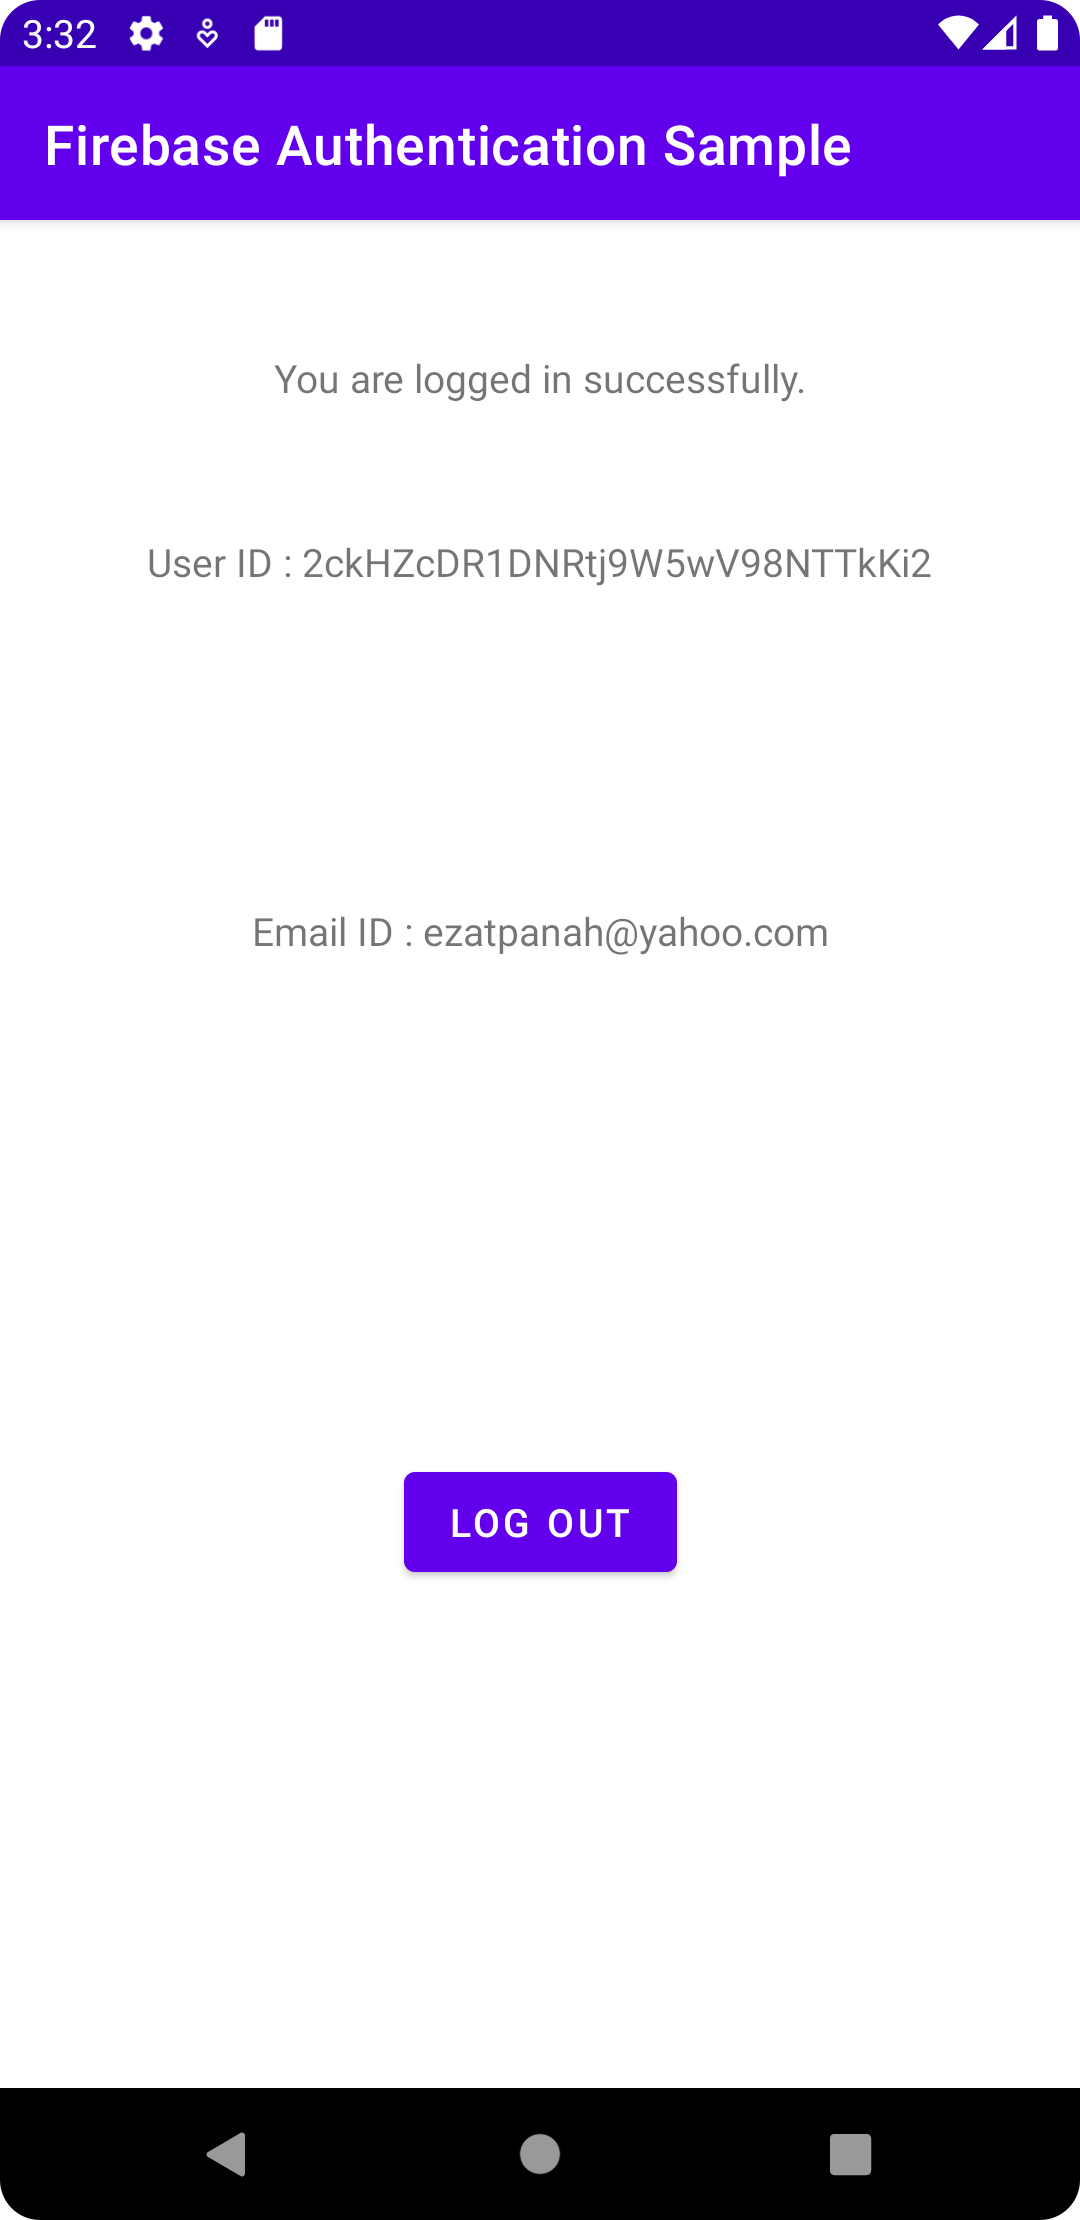 3:32
Firebase Authentication Sample
You are logged in successfully.
User ID : 2ckHZcDR1DNRtj9W5wV98NTTkKi2
Email ID : ezatpanah@yahoo.com
LOG OUT